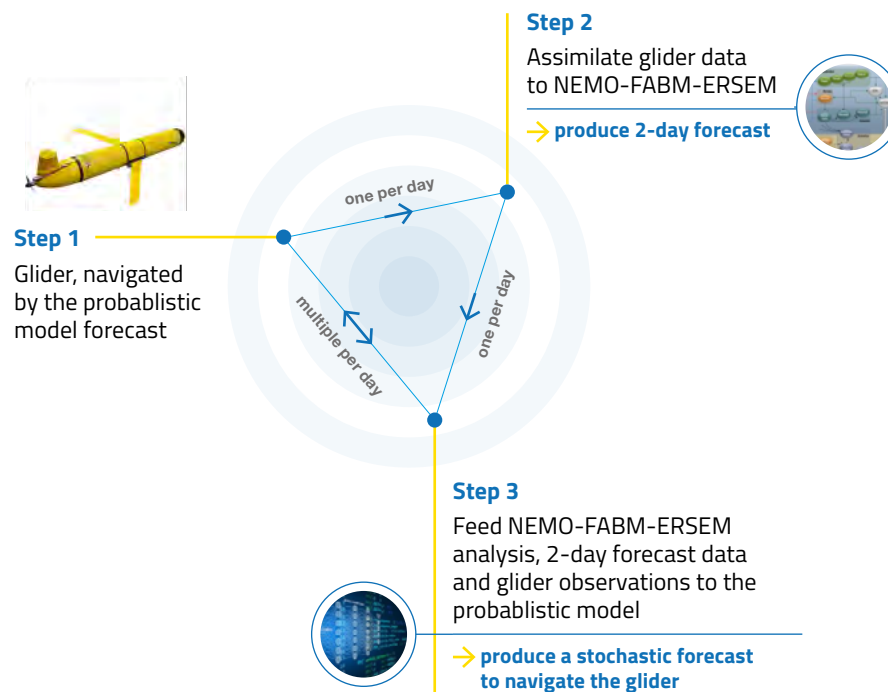 Step 2
Assimilate glider data
to NEMO-FABM-ERSEM
→ produce 2-day forecast
one per day
Step 1
Glider, navigated
by the probablistic
model forecast
multiple per day
one per day
Step 3
Feed NEMO-FABM-ERSEM
analysis, 2-day forecast data
and glider observations to the
probablistic model
→ produce a stochastic forecast
to navigate the glider